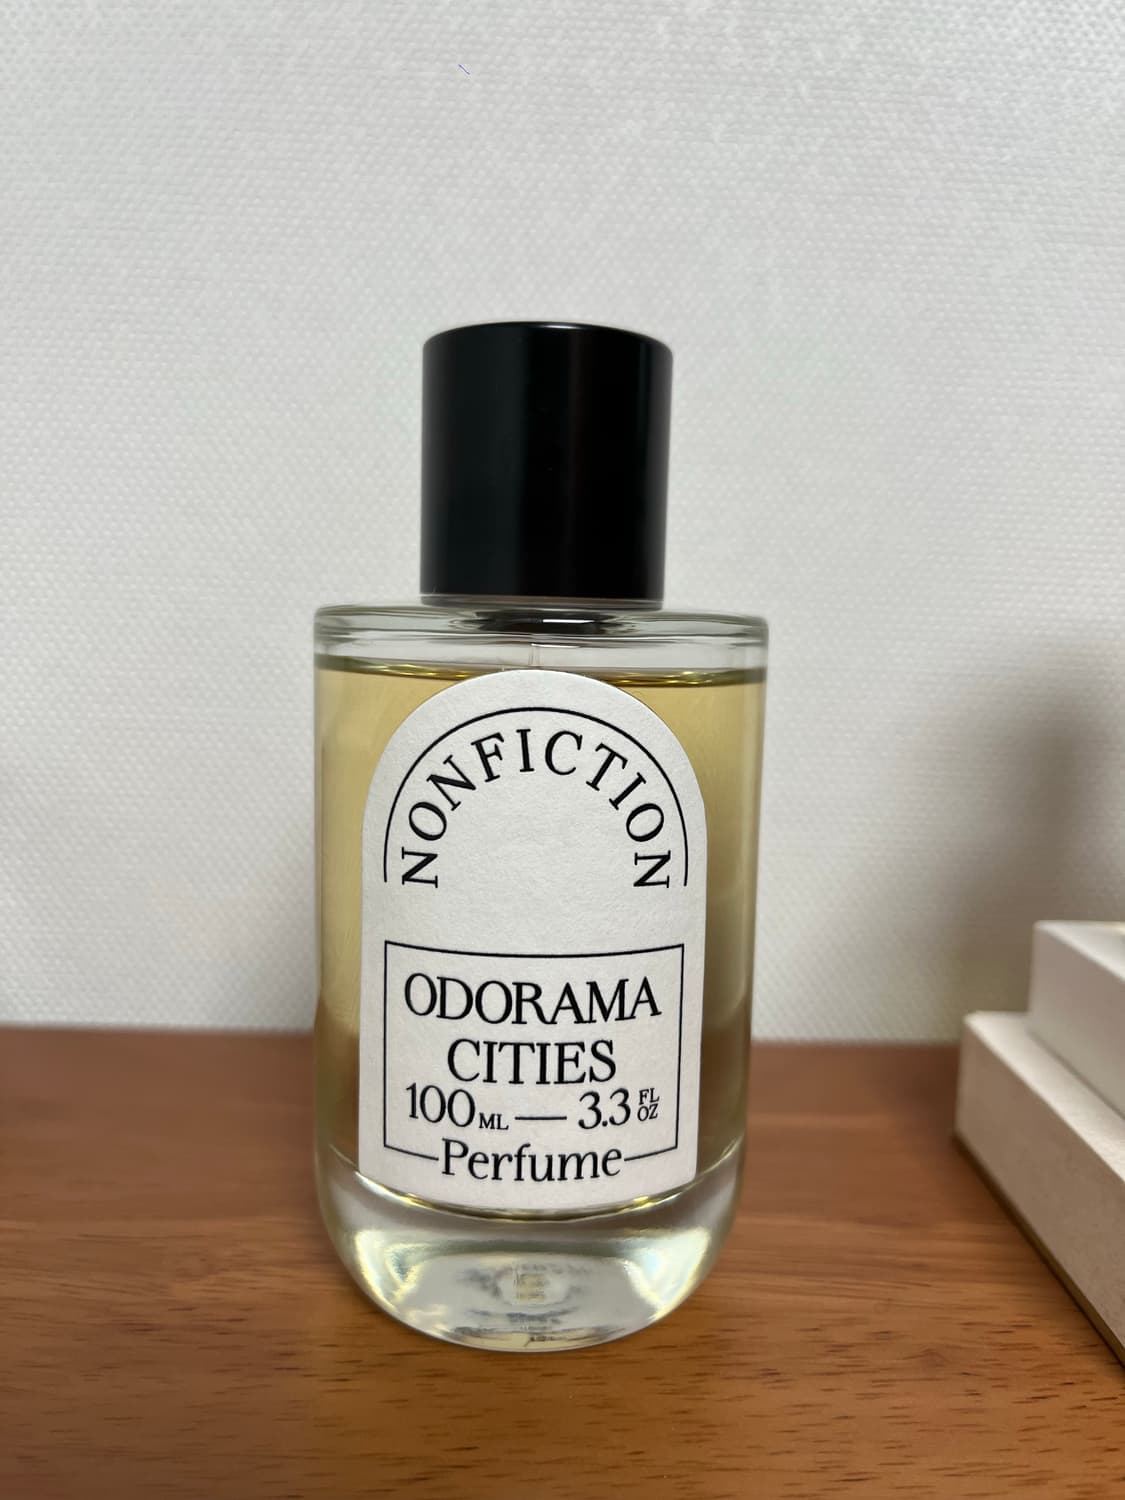 NONFICTION
ODORAMA
CITIES
100ML — 3.3 FL OZ
Perfume